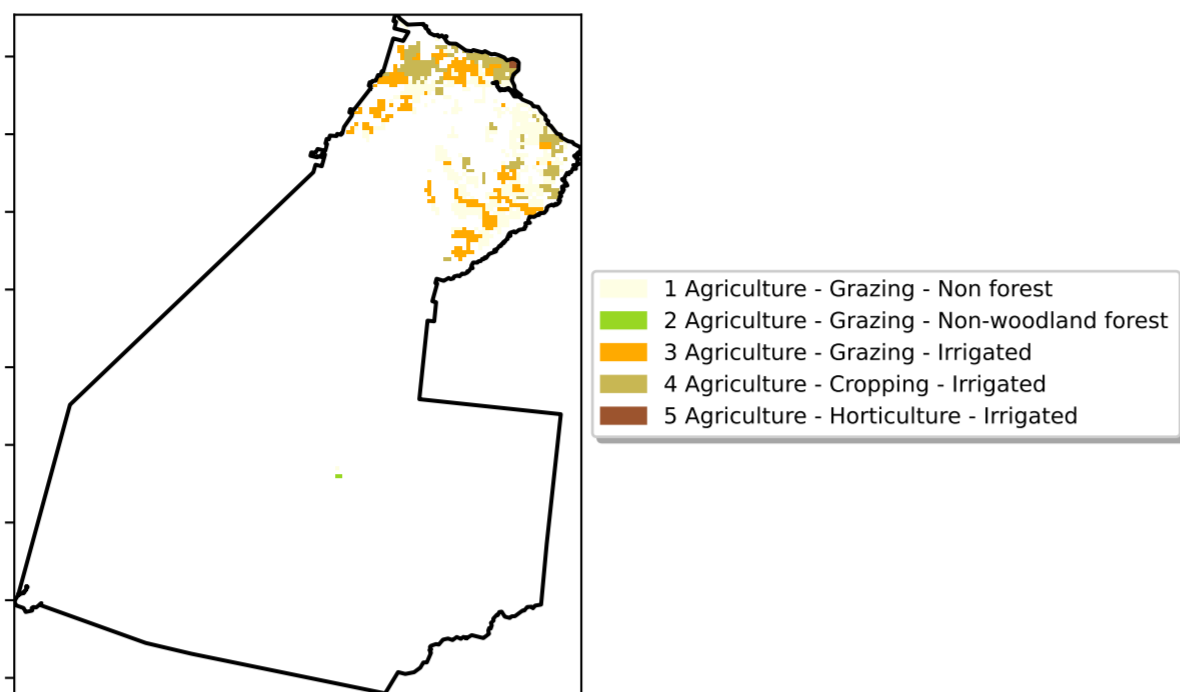 1 Agriculture - Grazing - Non forest
2 Agriculture - Grazing - Non-woodland forest
3 Agriculture - Grazing - Irrigated
4 Agriculture - Cropping - Irrigated
5 Agriculture - Horticulture - Irrigated